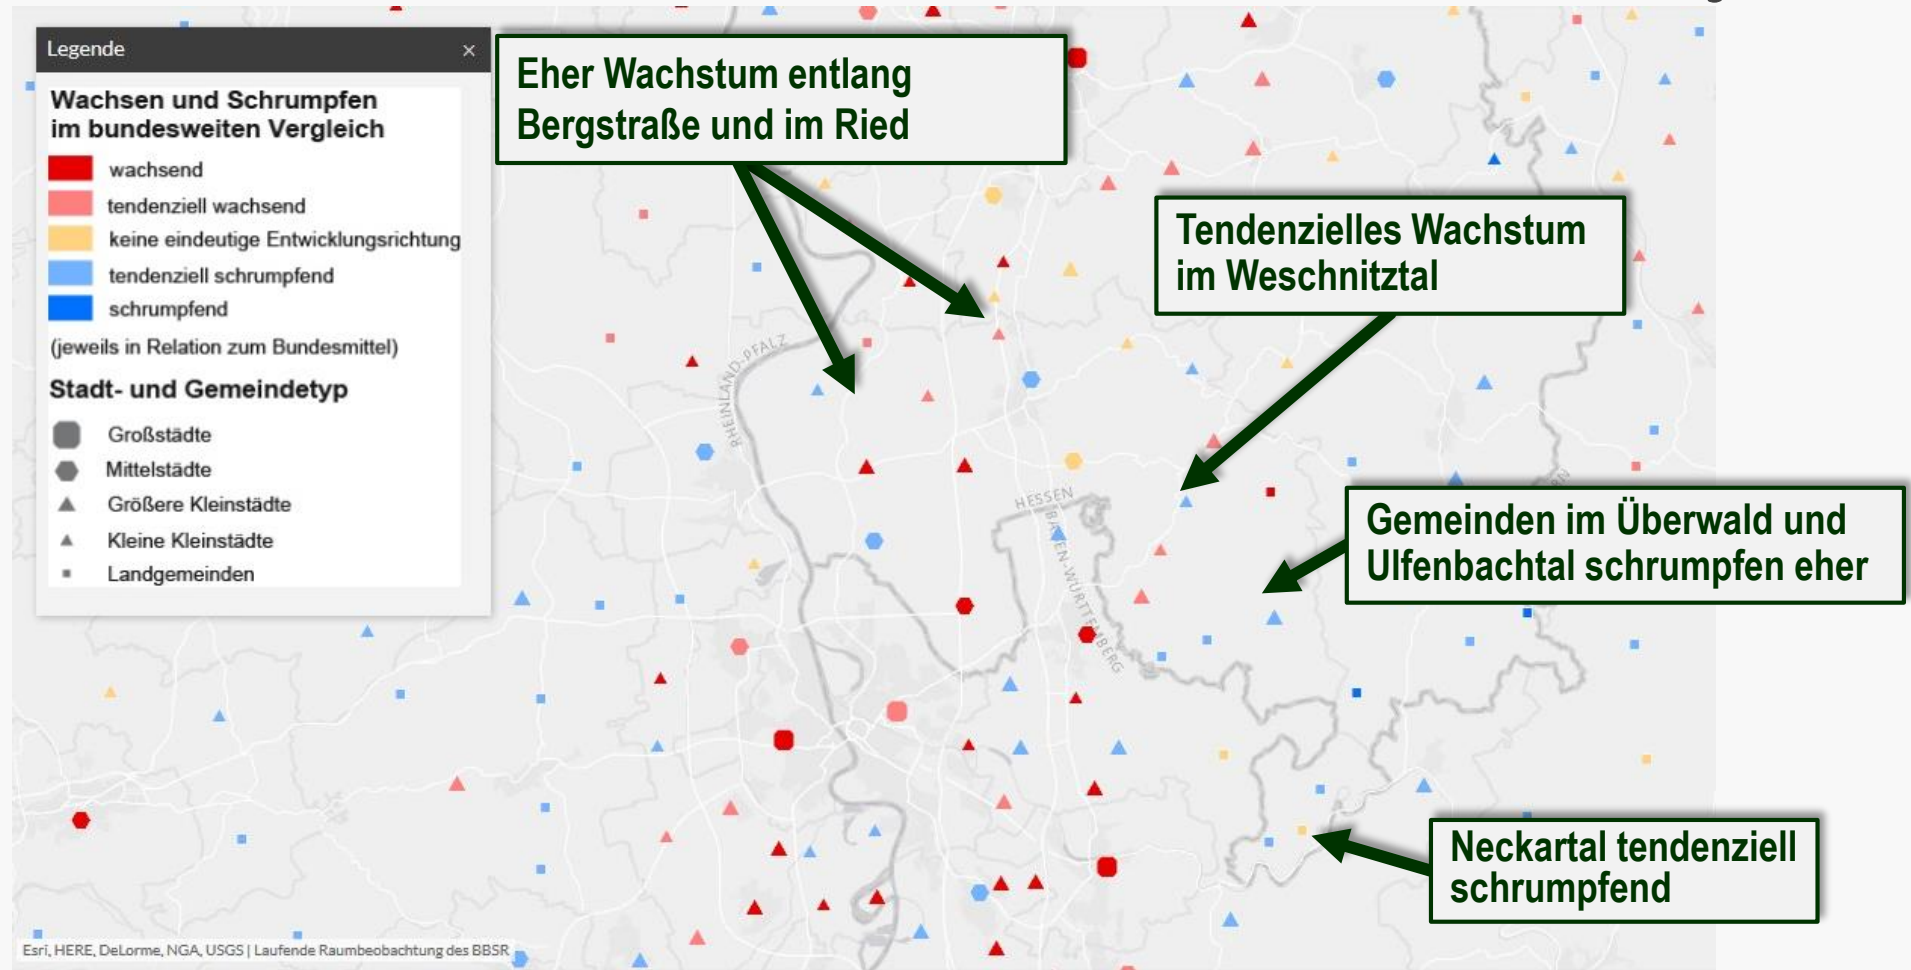 Legende ×
Wachsen und Schrumpfen
im bundesweiten Vergleich
wachsend
tendenziell wachsend
keine eindeutige Entwicklungsrichtung
tendenziell schrumpfend
schrumpfend
(jeweils in Relation zum Bundesmittel)
Stadt- und Gemeindetyp
Großstädte
Mittelstädte
Größere Kleinstädte
Kleine Kleinstädte
Landgemeinden
Eher Wachstum entlang
Bergstraße und im Ried
Tendenzielles Wachstum
im Weschnitztal
Gemeinden im Überwald und
Ulfenbachtal schrumpfen eher
Neckartal tendenziell
schrumpfend
RHEINLAND-PFALZ
HESSEN
BADEN-WÜRTTEMBERG
Esri, HERE, DeLorme, NGA, USGS | Laufende Raumbeobachtung des BBSR